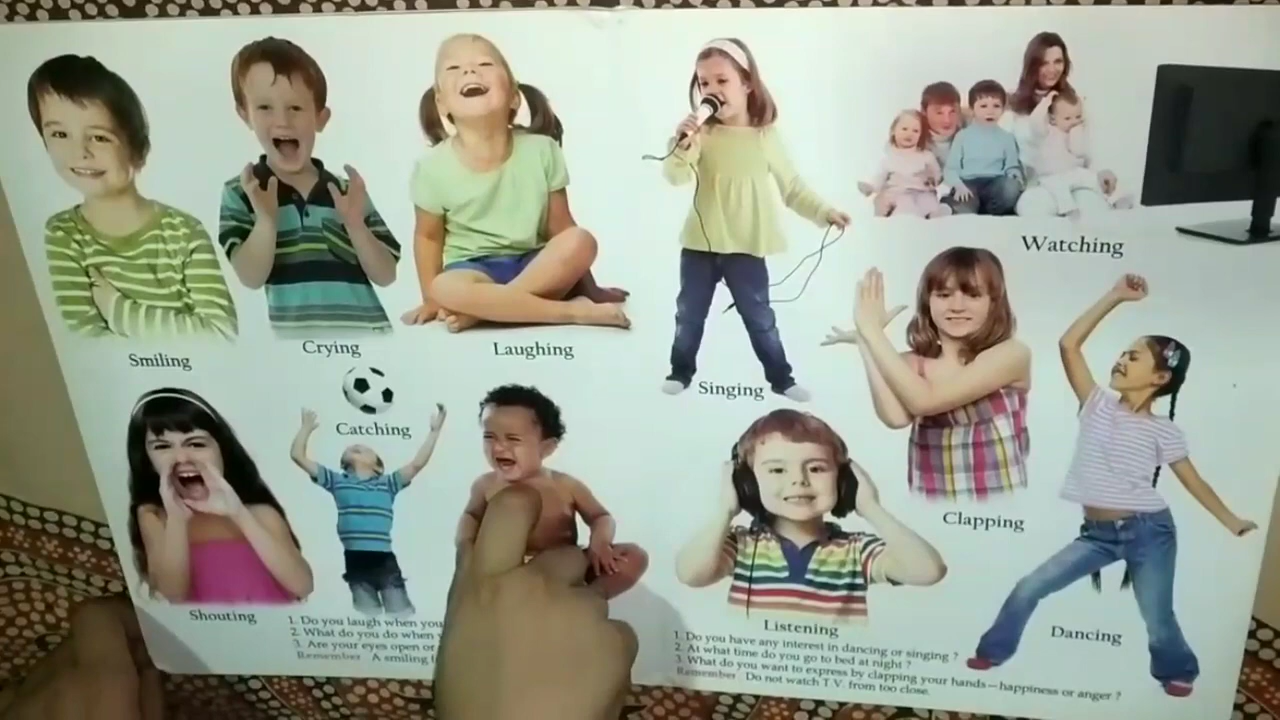 Smiling
Crying
Laughing
Catching
Shouting
1. Do you laugh when you
2. What do you do when
3. Are your eyes open or
Remember A smiling
Singing
Watching
Clapping
Listening
Dancing
1. Do you have any interest in dancing or singing ?
2. At what time do you go to bed at night ?
3. What do you want to express by clapping your hands—happiness or anger ?
Remember Do not watch T.V. from too close.